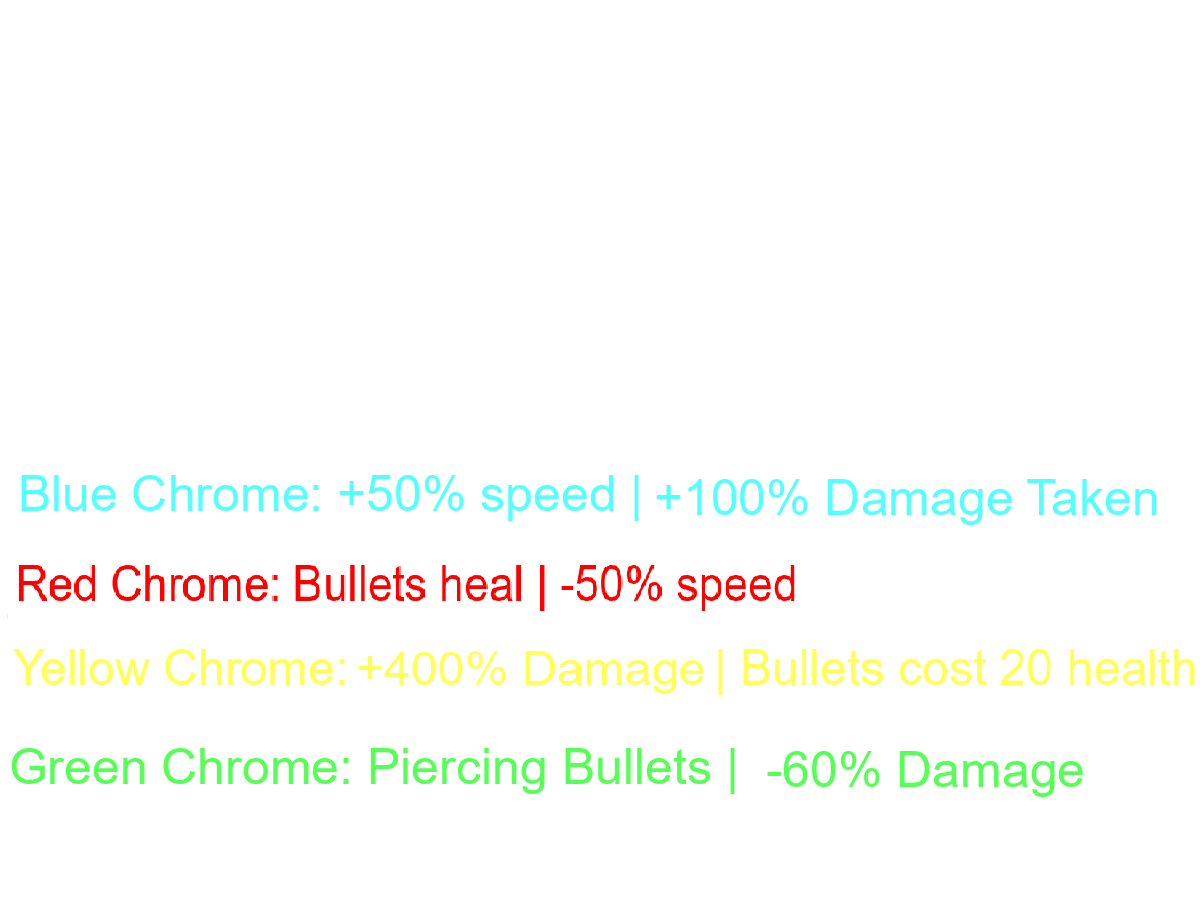 Blue Chrome: +50% speed | +100% Damage Taken
Red Chrome: Bullets heal | -50% speed
Yellow Chrome: +400% Damage | Bullets cost 20 health
Green Chrome: Piercing Bullets | -60% Damage